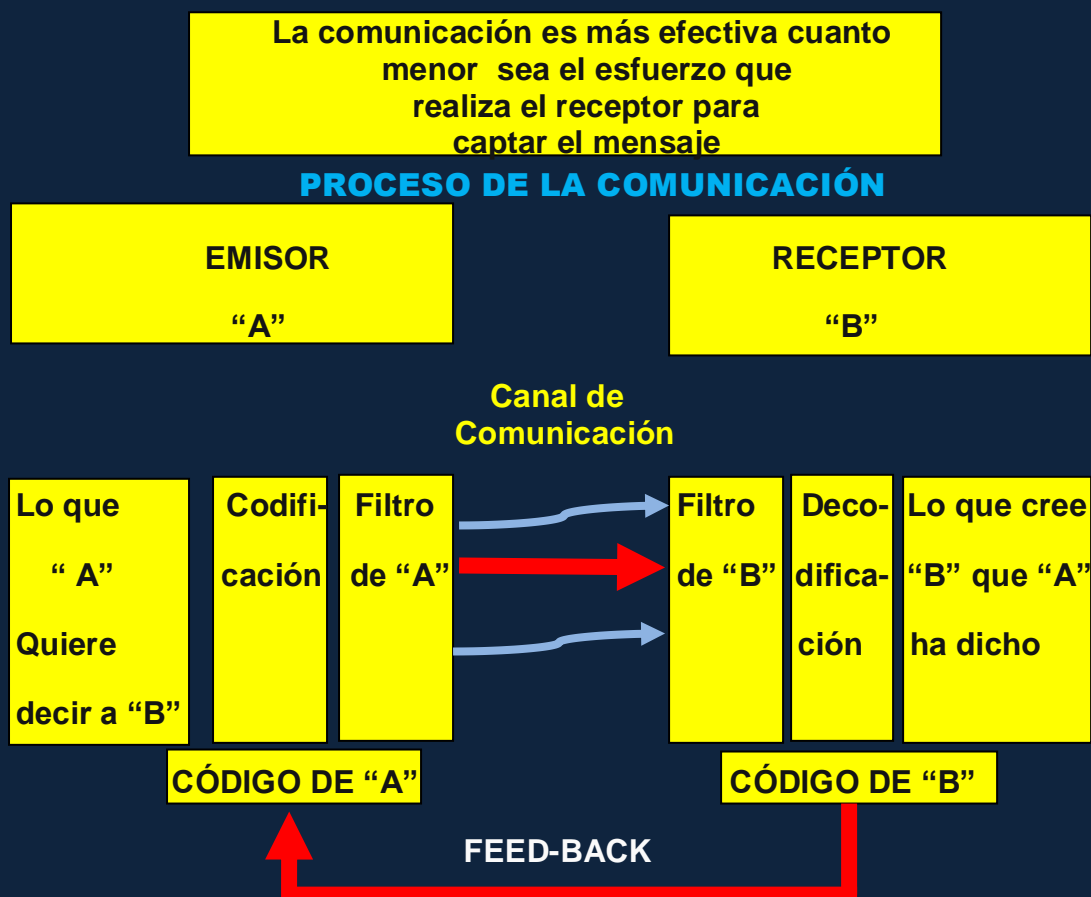 La comunicación es más efectiva cuanto
menor sea el esfuerzo que
realiza el receptor para
captar el mensaje
PROCESO DE LA COMUNICACIÓN
EMISOR
“A”
RECEPTOR
“B”
Canal de
Comunicación
Lo que
“ A”
Quiere
decir a “B”
Codifi-
cación
Filtro
de “A”
Filtro
de “B”
Deco-
difica-
ción
Lo que cree
“B” que “A”
ha dicho
CÓDIGO DE “A”
CÓDIGO DE “B”
FEED-BACK